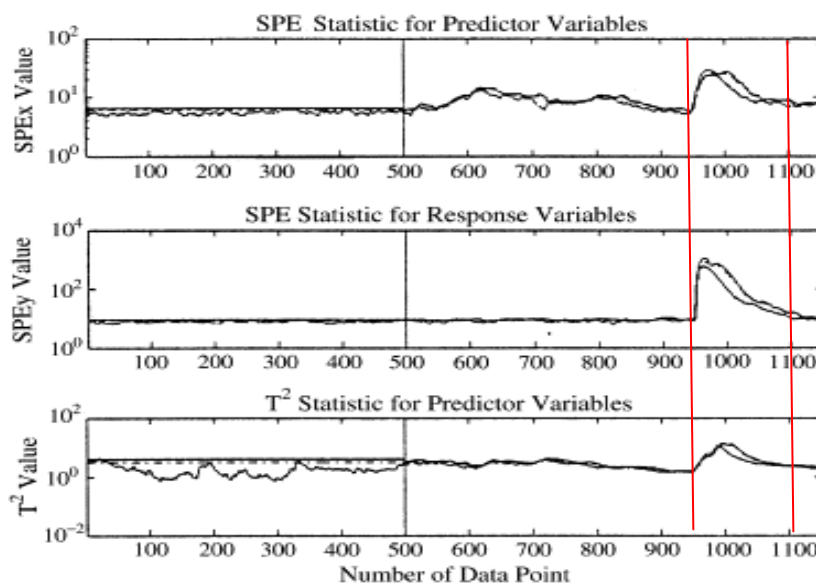 SPE Statistic for Predictor Variables
SPEx Value
10^2
10^1
10^0
100 200 300 400 500 600 700 800 900 1000 1100
SPE Statistic for Response Variables
SPEy Value
10^4
10^2
10^0
100 200 300 400 500 600 700 800 900 1000 1100
T^2 Statistic for Predictor Variables
T^2 Value
10^2
10^0
10^-2
100 200 300 400 500 600 700 800 900 1000 1100
Number of Data Point